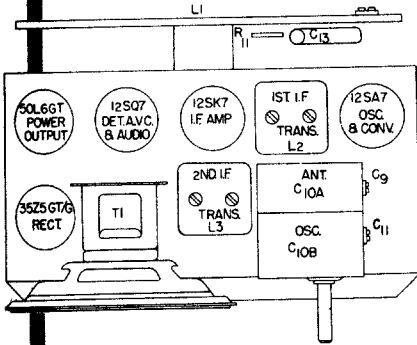 L1
R11
C13
50L6GT
POWER
OUTPUT
12SQ7
DET.A.V.C.
& AUDIO
12SK7
I.F. AMP
1ST. I.F
TRANS.
L2
12SA7
OSC.
& CONV.
35Z5 GT/G
RECT.
T1
2ND. I.F
TRANS.
L3
ANT.
C10A
C9
OSC.
C10B
C11